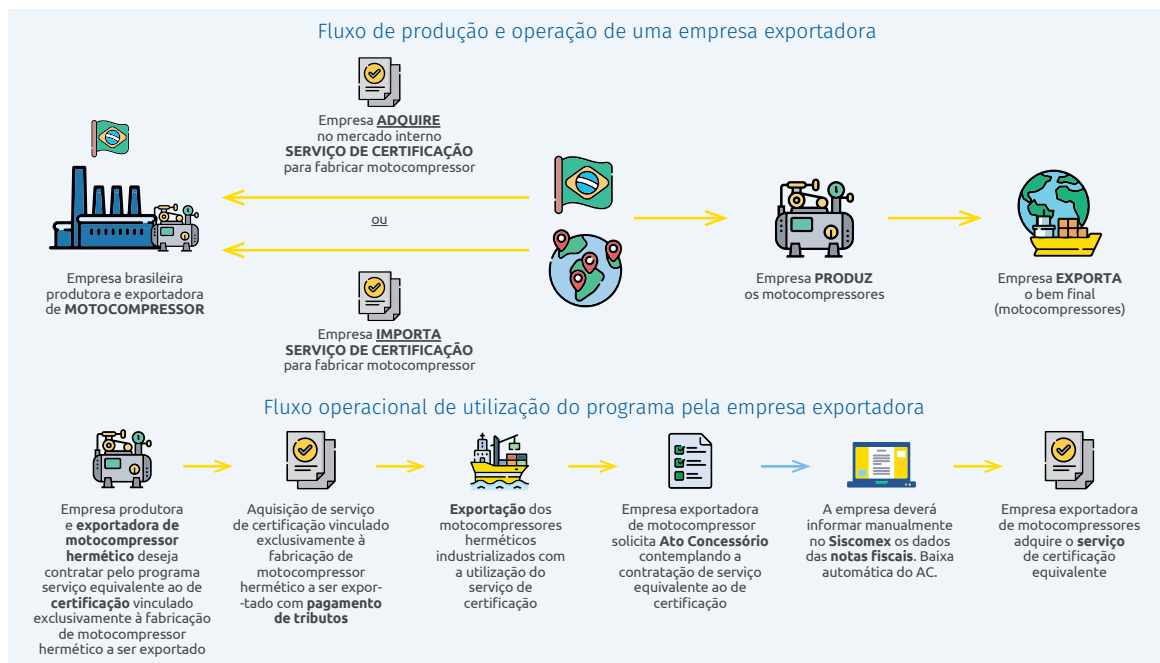 Fluxo de produção e operação de uma empresa exportadora
Empresa ADQUIRE
no mercado interno
SERVIÇO DE CERTIFICAÇÃO
para fabricar motocompressor
ou
Empresa brasileira
produtora e exportadora
de MOTOCOMPRESSOR
Empresa IMPORTA
SERVIÇO DE CERTIFICAÇÃO
para fabricar motocompressor
Empresa PRODUZ
os motocompressores
Empresa EXPORTA
o bem final
(motocompressores)
Fluxo operacional de utilização do programa pela empresa exportadora
Empresa produtora
e exportadora de
motocompressor
hermético deseja
contratar pelo programa
serviço equivalente ao de
certificação vinculado
exclusivamente à fabricação
de motocompressor
hermético a ser exportado
Aquisição de serviço
de certificação vinculado
exclusivamente à
fabricação de
motocompressor
hermético a ser expor-
-tado com pagamento
de tributos
Exportação dos
motocompressores
herméticos
industrializados com
a utilização do
serviço de
certificação
Empresa exportadora
de motocompressor
solicita Ato Concessório
contemplando a
contratação de serviço
equivalente ao de
certificação
A empresa deverá
informar manualmente
no Siscomex os dados
das notas fiscais. Baixa
automática do AC.
Empresa exportadora
de motocompressores
adquire o serviço
de certificação
equivalente